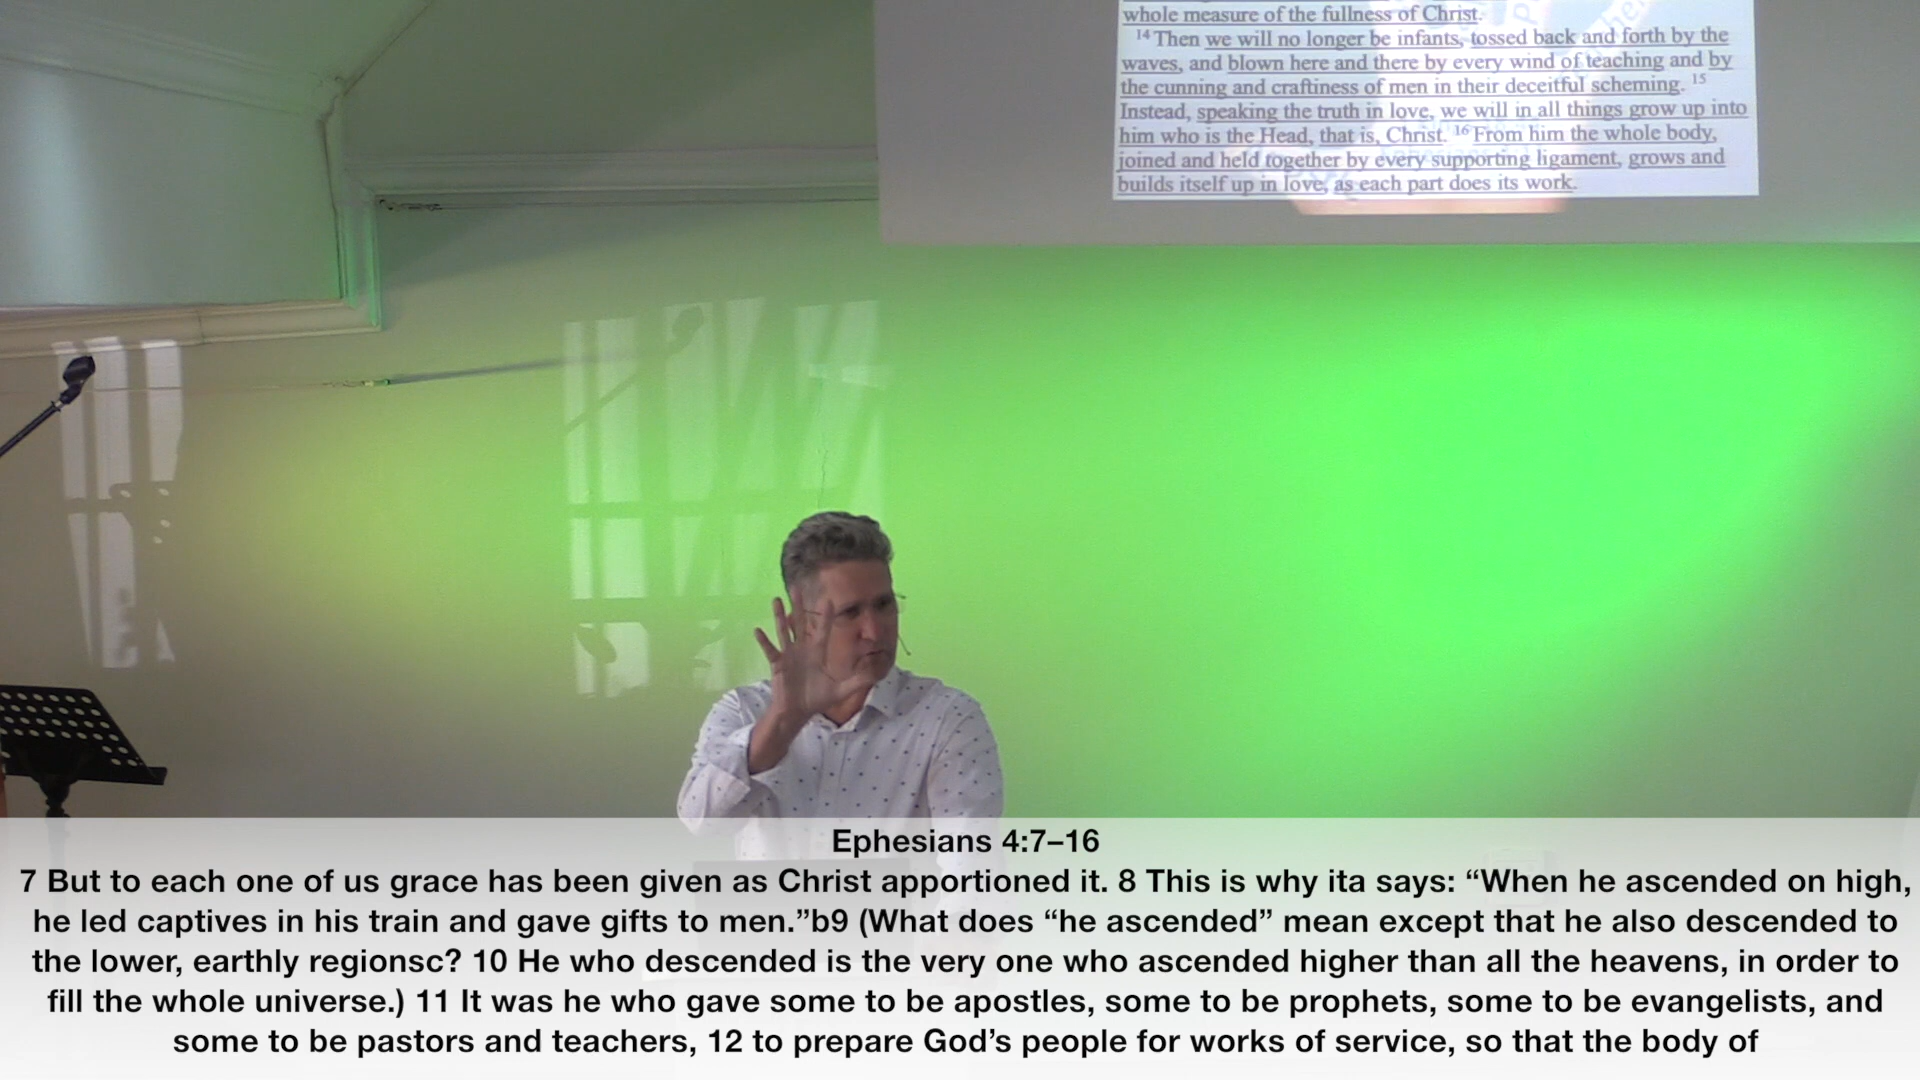 whole measure of the fullness of Christ.
14 Then we will no longer be infants, tossed back and forth by the
waves, and blown here and there by every wind of teaching and by
the cunning and craftiness of men in their deceitful scheming. 15
Instead, speaking the truth in love, we will in all things grow up into
him who is the Head, that is, Christ. 16 From him the whole body,
joined and held together by every supporting ligament, grows and
builds itself up in love, as each part does its work.
Ephesians 4:7–16
7 But to each one of us grace has been given as Christ apportioned it. 8 This is why ita says: “When he ascended on high,
he led captives in his train and gave gifts to men.”b9 (What does “he ascended” mean except that he also descended to
the lower, earthly regionsc? 10 He who descended is the very one who ascended higher than all the heavens, in order to
fill the whole universe.) 11 It was he who gave some to be apostles, some to be prophets, some to be evangelists, and
some to be pastors and teachers, 12 to prepare God’s people for works of service, so that the body of